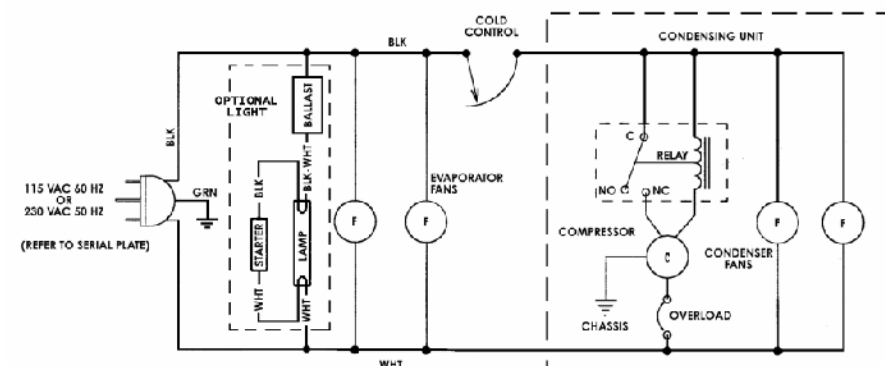 COLD
CONTROL
BLK
CONDENSING UNIT
OPTIONAL
LIGHT
BALLAST
BLK
BLK-WHT
BLK
C
RELAY
NO
NC
115 VAC 60 HZ
OR
230 VAC 50 HZ
GRN
EVAPORATOR
FANS
(REFER TO SERIAL PLATE)
STARTER
LAMP
F
F
COMPRESSOR
C
F
F
CONDENSER
FANS
WHT
WHT
CHASSIS
OVERLOAD
WHT